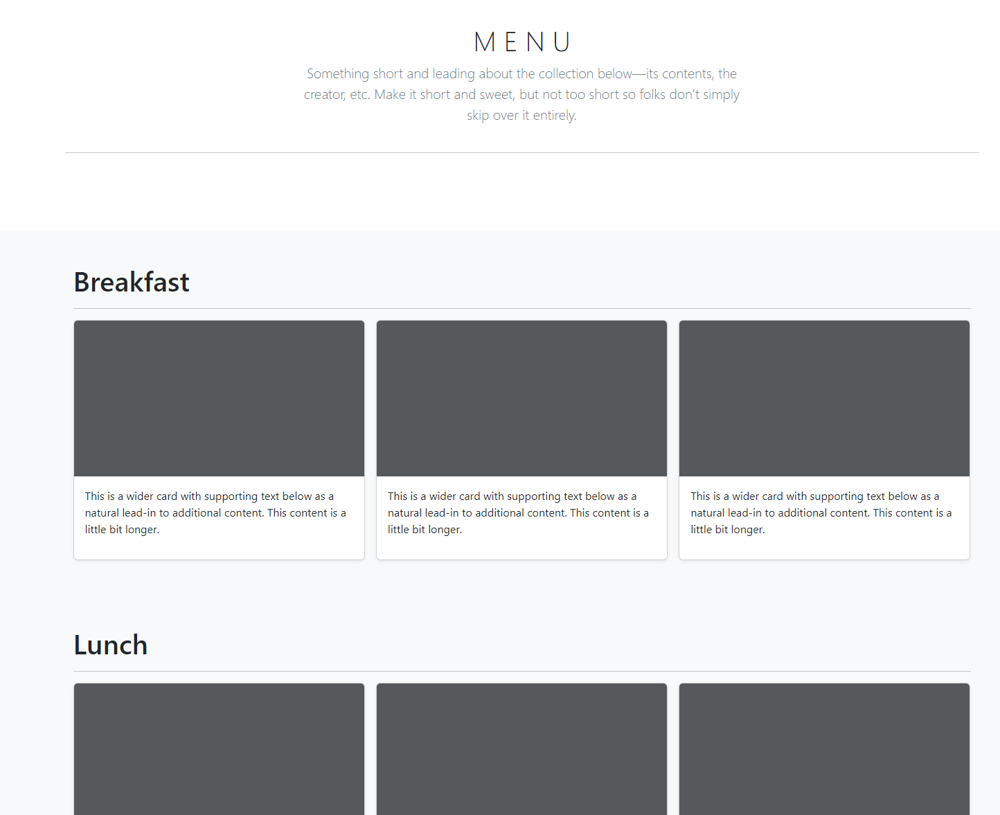 MENU
Something short and leading about the collection below—its contents, the
creator, etc. Make it short and sweet, but not too short so folks don’t simply
skip over it entirely.
Breakfast
This is a wider card with supporting text below as a
natural lead-in to additional content. This content is a
little bit longer.
This is a wider card with supporting text below as a
natural lead-in to additional content. This content is a
little bit longer.
This is a wider card with supporting text below as a
natural lead-in to additional content. This content is a
little bit longer.
Lunch